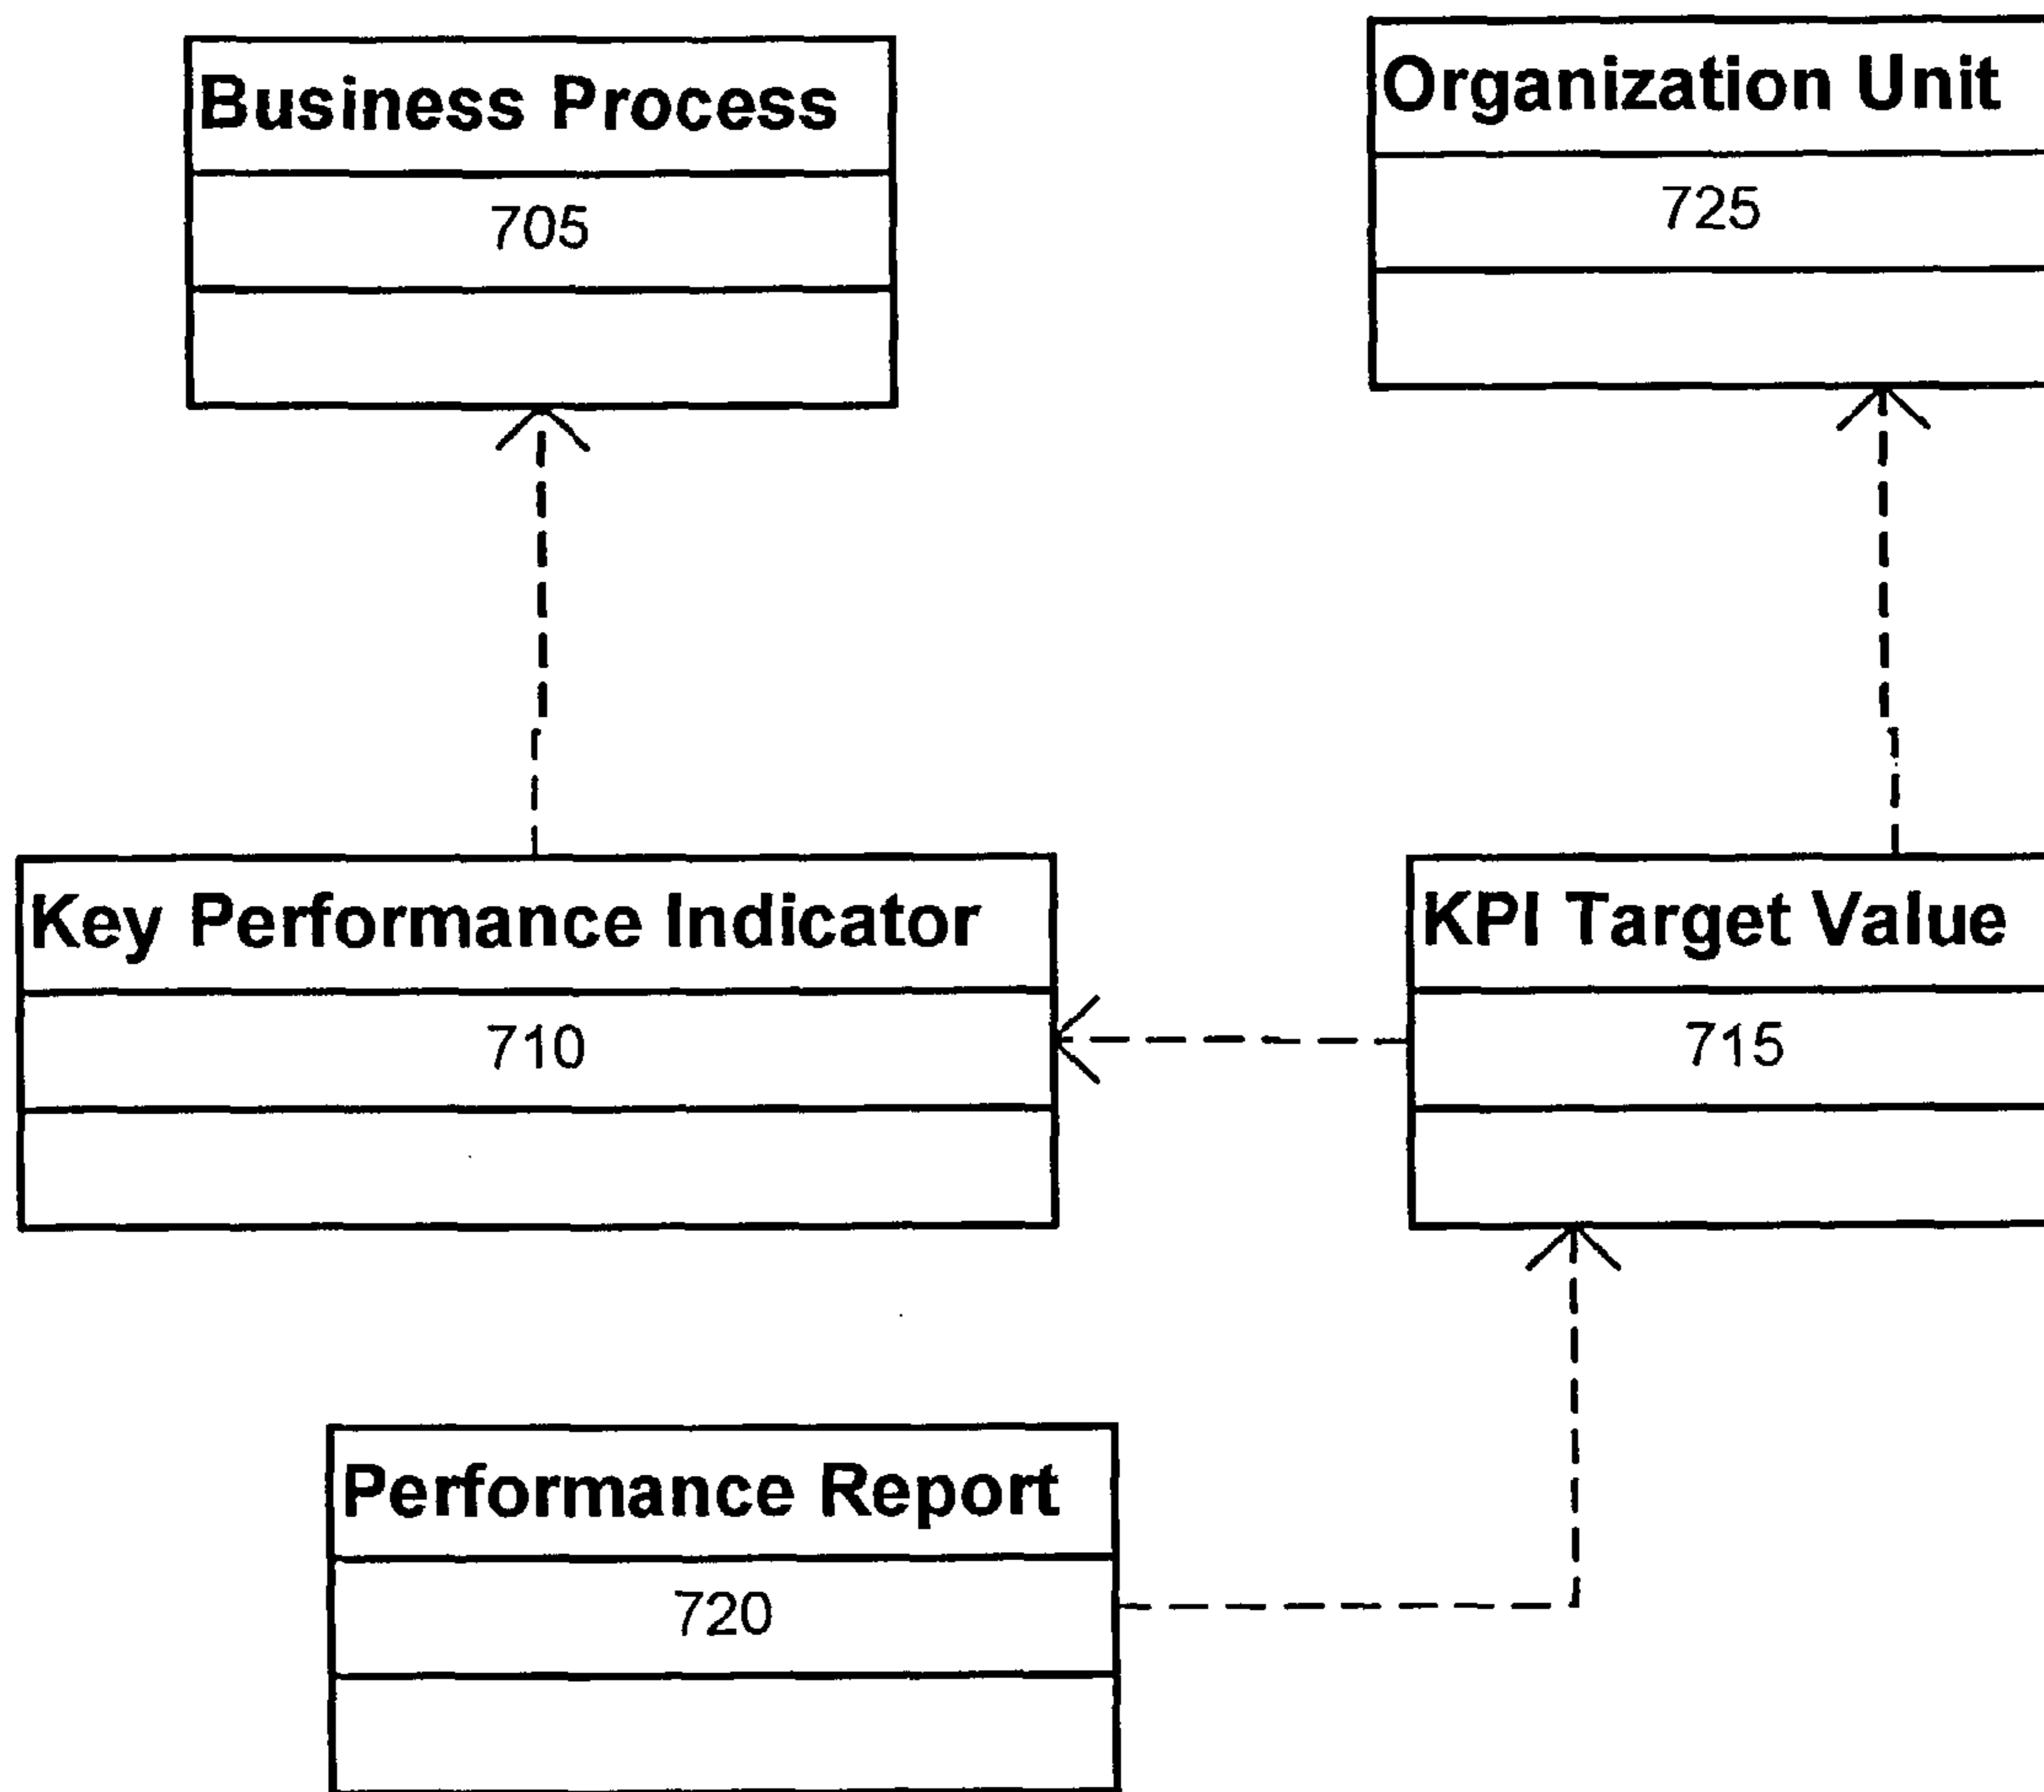 Business Process
705
Organization Unit
725
Key Performance Indicator
710
KPI Target Value
715
Performance Report
720